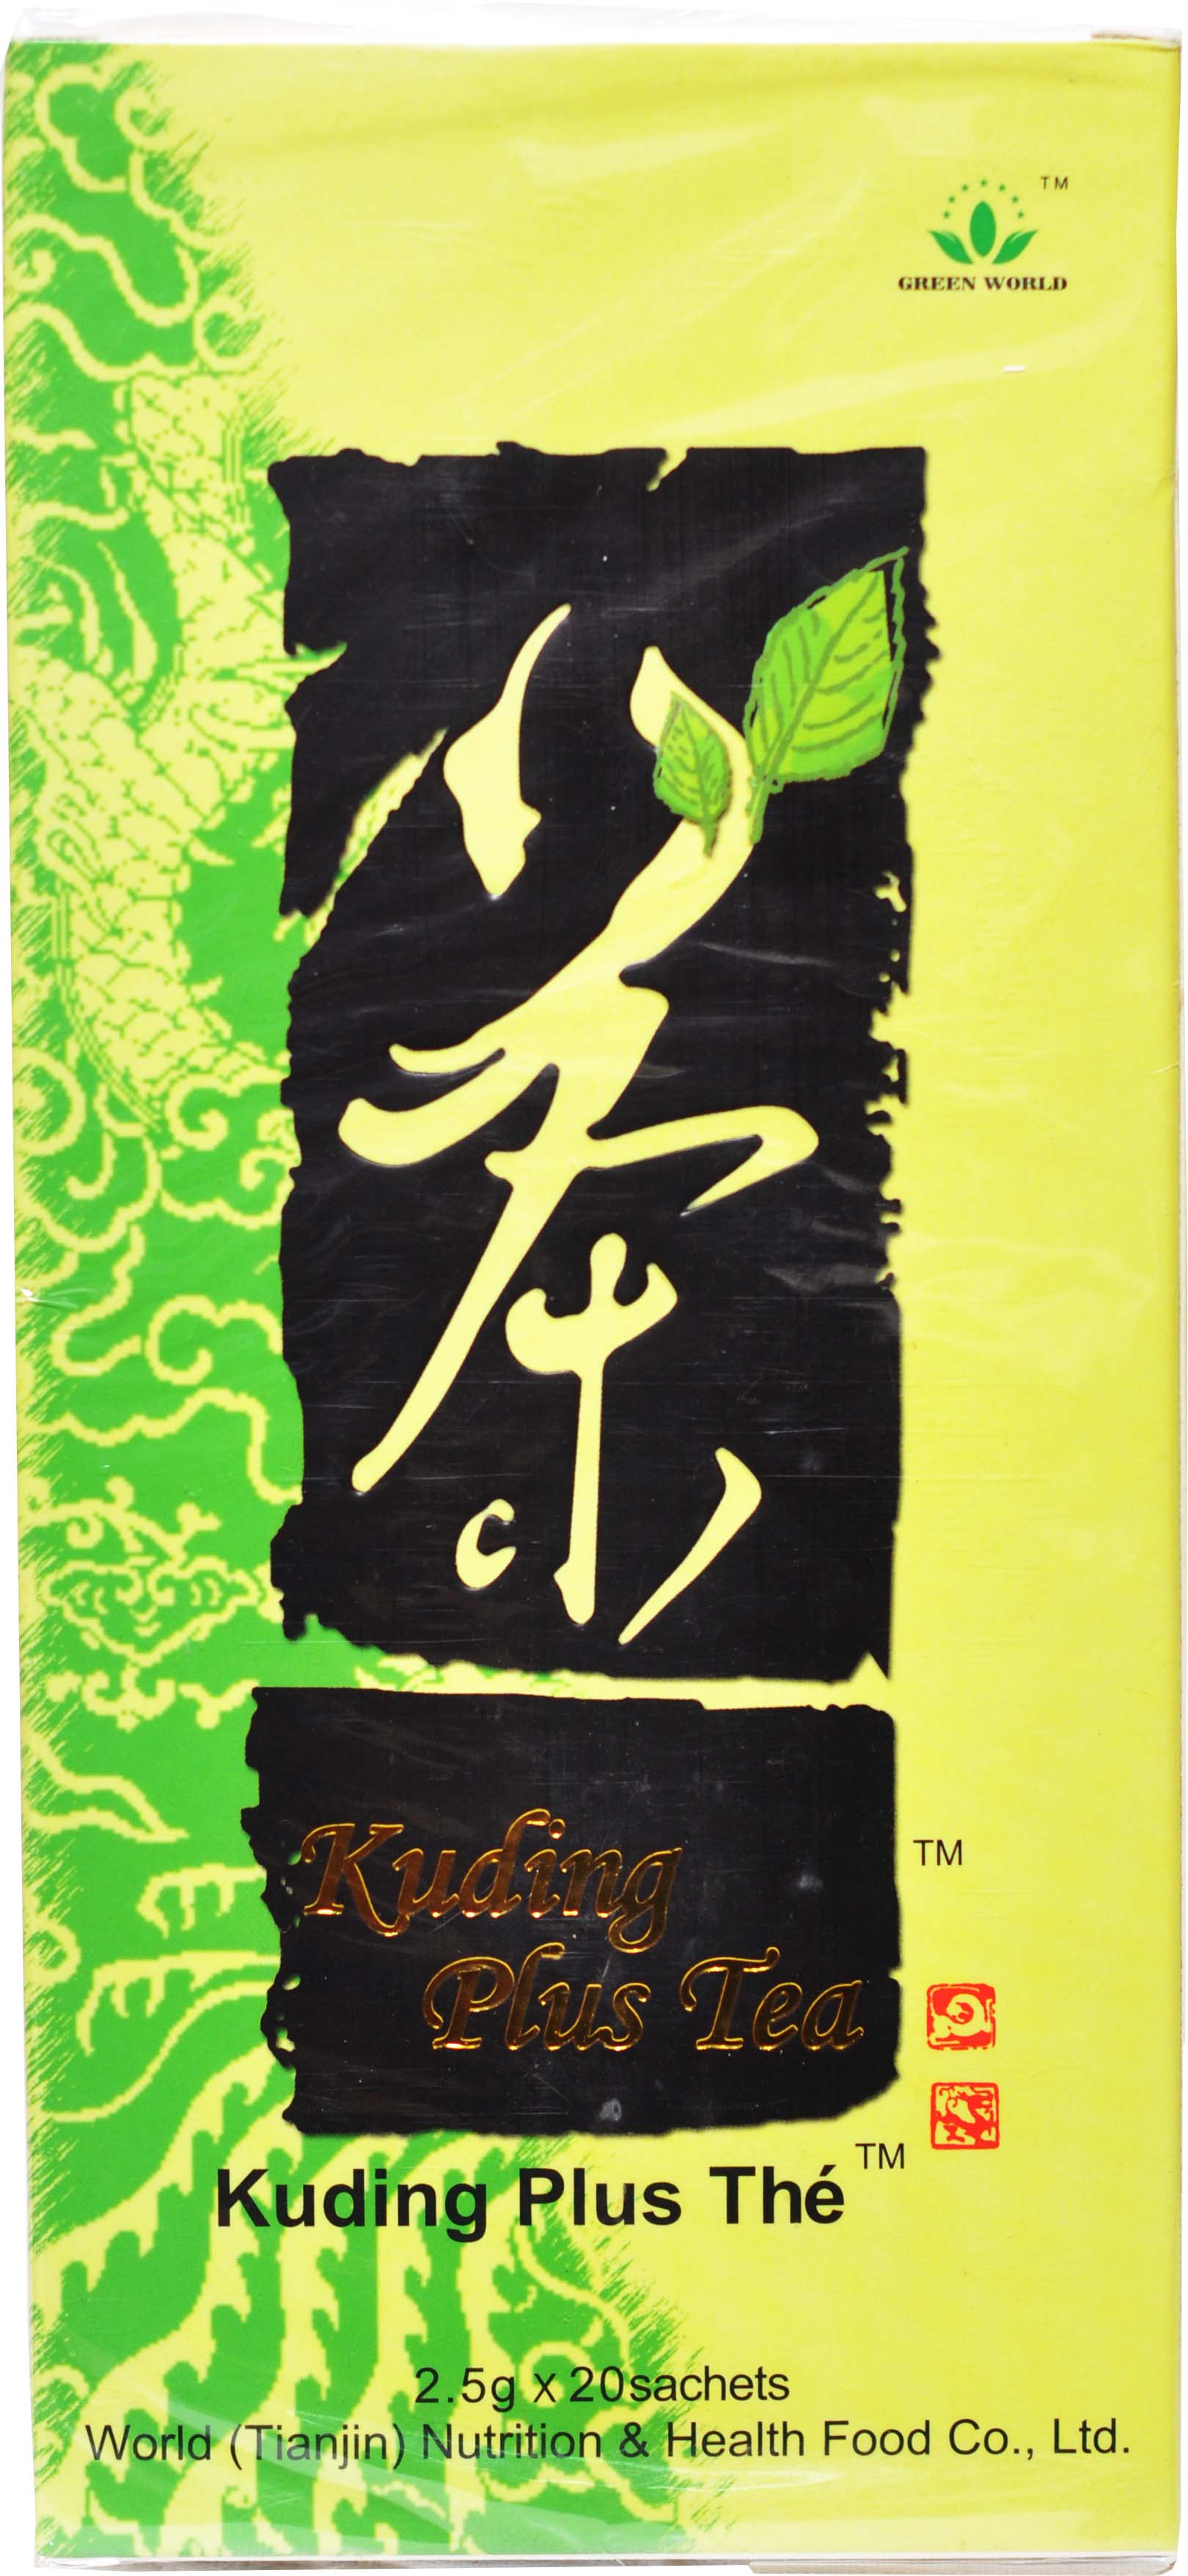 TM
GREEN WORLD
茶
Kuding
Plus Tea
TM
Kuding Plus Thé TM
2.5g x 20sachets
World (Tianjin) Nutrition & Health Food Co., Ltd.